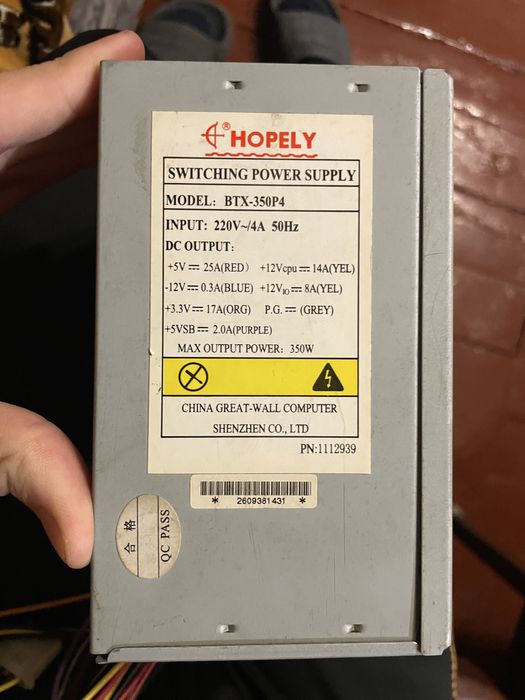 ® HOPELY
SWITCHING POWER SUPPLY
MODEL: BTX-350P4
INPUT: 220V~/4A 50Hz
DC OUTPUT:
+5V ⎓ 25A(RED) +12Vcpu ⎓ 14A(YEL)
-12V ⎓ 0.3A(BLUE) +12VIO ⎓ 8A(YEL)
+3.3V ⎓ 17A(ORG) P.G. ⎓ (GREY)
+5VSB ⎓ 2.0A(PURPLE)
MAX OUTPUT POWER: 350W
CHINA GREAT-WALL COMPUTER
SHENZHEN CO., LTD
PN:1112939
* 2609381431 *
合格
QC PASS